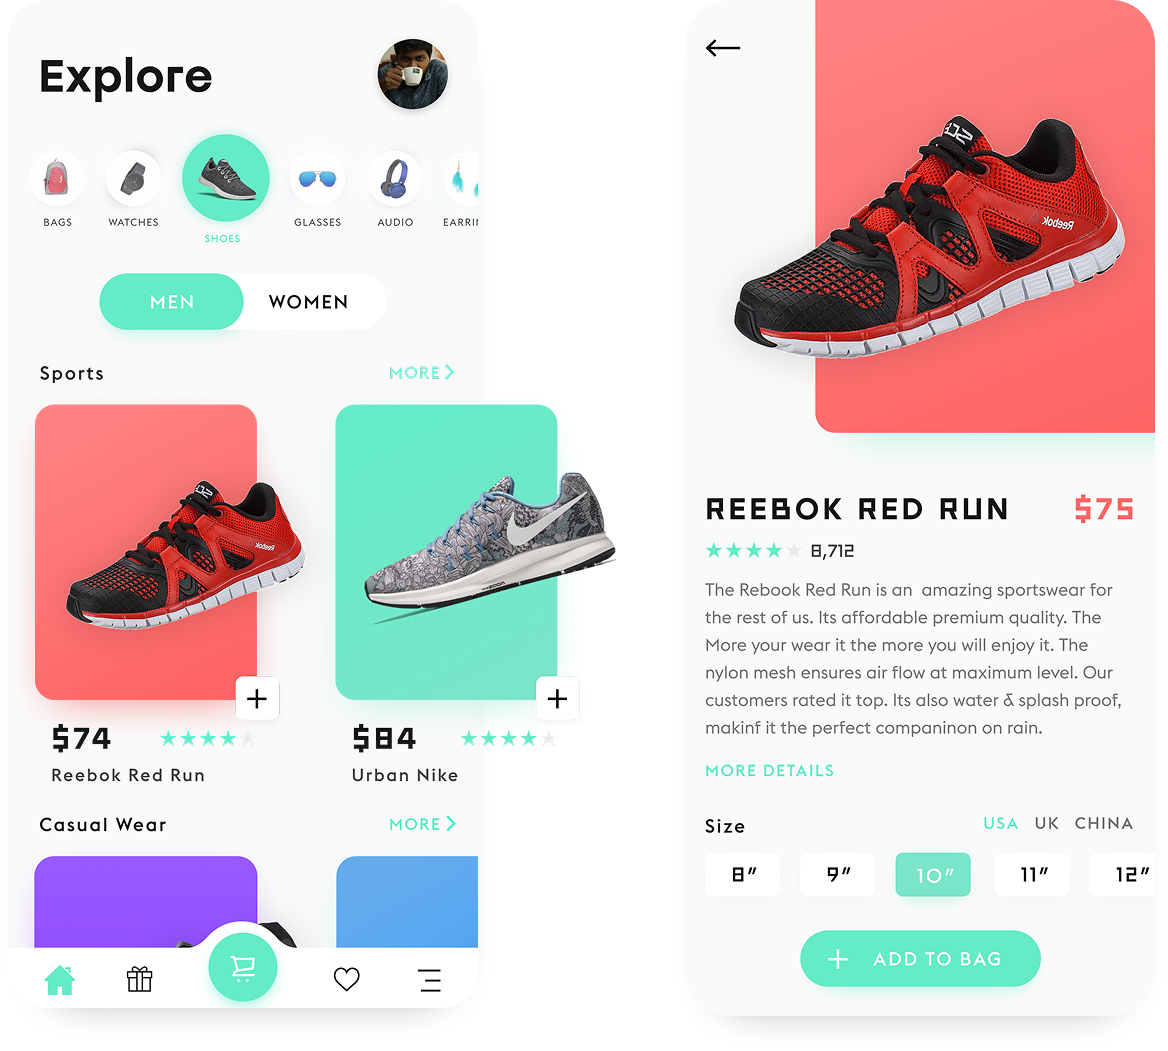 Explore
BAGS
WATCHES
SHOES
GLASSES
AUDIO
EARRIN
MEN
WOMEN
Sports
MORE
Reebok
$74
Reebok Red Run
$84
Urban Nike
Casual Wear
MORE
Reebok
REEBOK RED RUN
$75
8,712
The Rebook Red Run is an  amazing sportswear for
the rest of us. Its affordable premium quality. The
More your wear it the more you will enjoy it. The
nylon mesh ensures air flow at maximum level. Our
customers rated it top. Its also water & splash proof,
makinf it the perfect companinon on rain.
MORE DETAILS
Size
USA
UK
CHINA
8"
9"
10"
11"
12"
ADD TO BAG